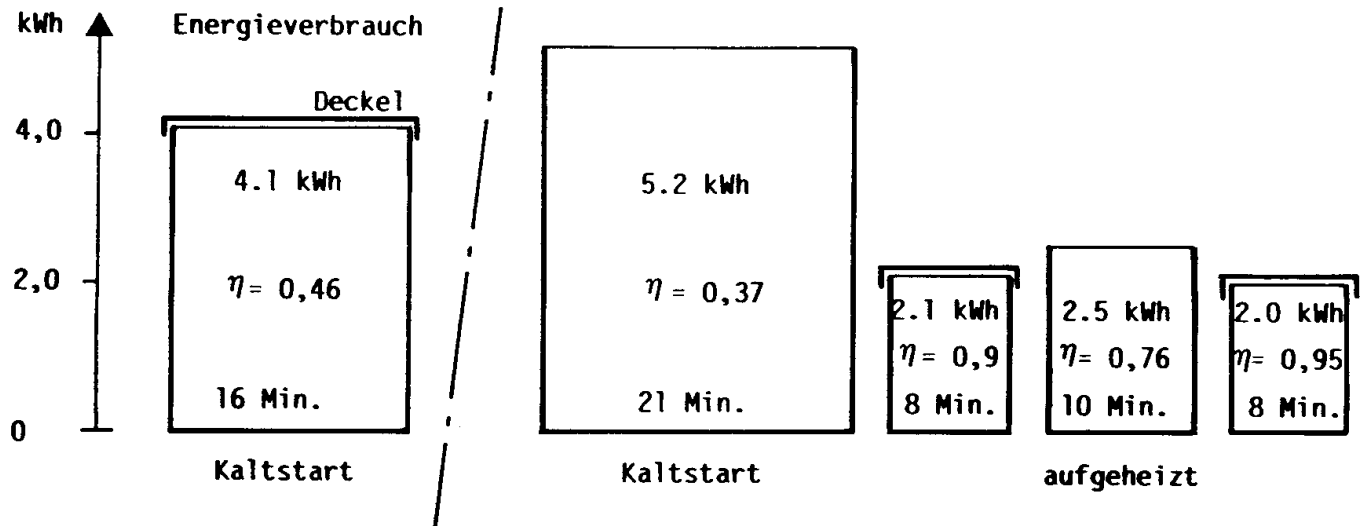 kWh
Energieverbrauch
Deckel
4,0
2,0
0
4.1 kWh
η= 0,46
16 Min.
Kaltstart
5.2 kWh
η = 0,37
21 Min.
Kaltstart
2.1 kWh
η= 0,9
8 Min.
2.5 kWh
η= 0,76
10 Min.
2.0 kWh
η= 0,95
8 Min.
aufgeheizt